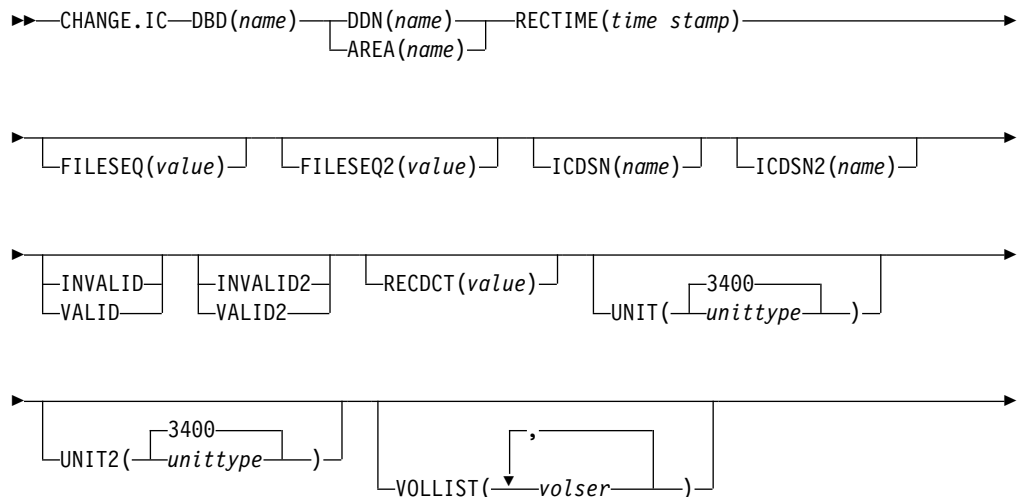 CHANGE.IC DBD(name) DDN(name) RECTIME(time stamp)
AREA(name)
FILESEQ(value) FILESEQ2(value) ICDSN(name) ICDSN2(name)
INVALID INVALID2 RECDCT(value) 3400
VALID VALID2 UNIT( unittype )
3400 ,
UNIT2( unittype )
VOLLIST( volser )